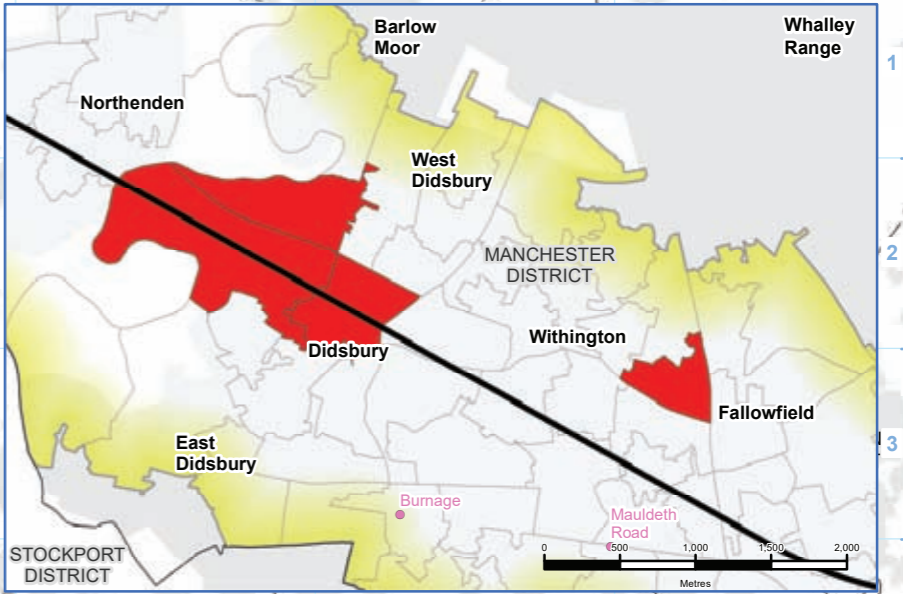 Barlow
Moor
Whalley
Range
1
Northenden
West
Didsbury
2
MANCHESTER
DISTRICT
Withington
Didsbury
Fallowfield
3
East
Didsbury
Burnage
Mauldeth
Road
STOCKPORT
DISTRICT
0 500 1,000 1,500 2,000
Metres